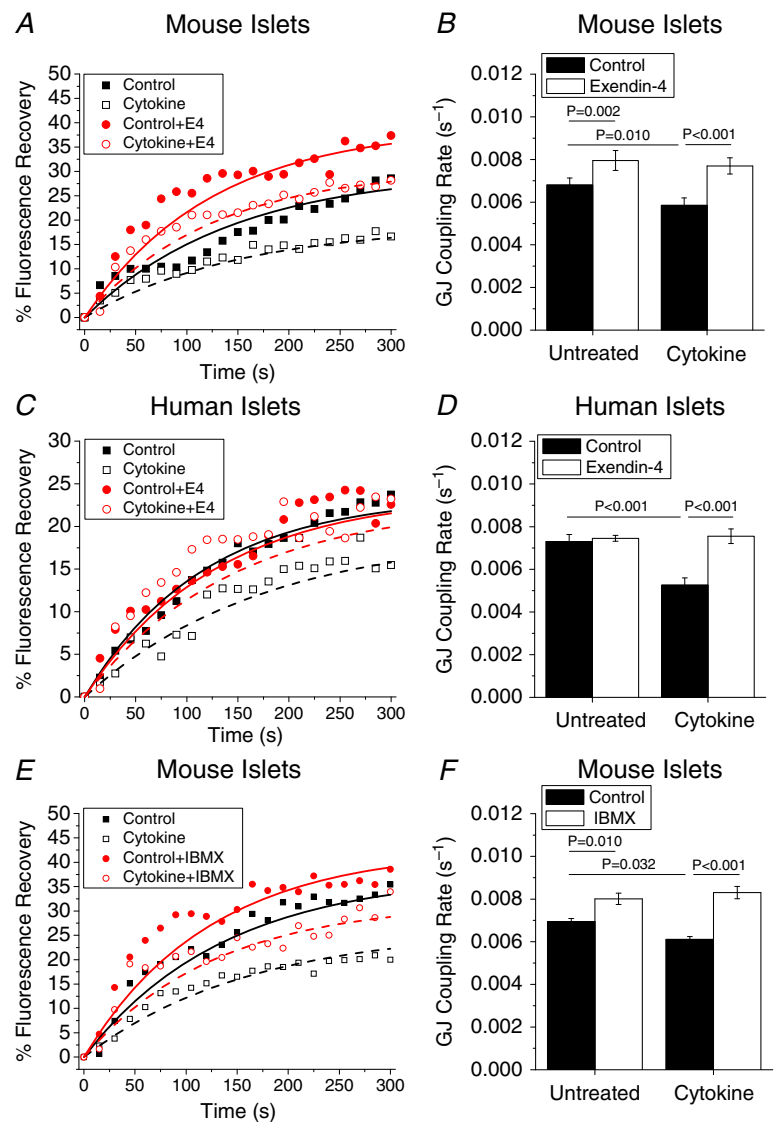 A Mouse Islets
50
45
40
35
30
25
20
15
10
5
0
% Fluorescence Recovery
Control
Cytokine
Control+E4
Cytokine+E4
0 50 100 150 200 250 300
Time (s)
B Mouse Islets
0.012
0.010
0.008
0.006
0.004
0.002
0.000
GJ Coupling Rate (s⁻¹)
Control
Exendin-4
P=0.002
P=0.010 P<0.001
Untreated Cytokine
C Human Islets
30
25
20
15
10
5
0
% Fluorescence Recovery
Control
Cytokine
Control+E4
Cytokine+E4
0 50 100 150 200 250 300
Time (s)
D Human Islets
0.012
0.010
0.008
0.006
0.004
0.002
0.000
GJ Coupling Rate (s⁻¹)
Control
Exendin-4
P<0.001 P<0.001
Untreated Cytokine
E Mouse Islets
50
45
40
35
30
25
20
15
10
5
0
% Fluorescence Recovery
Control
Cytokine
Control+IBMX
Cytokine+IBMX
0 50 100 150 200 250 300
Time (s)
F Mouse Islets
0.012
0.010
0.008
0.006
0.004
0.002
0.000
GJ Coupling Rate (s⁻¹)
Control
IBMX
P=0.010
P=0.032 P<0.001
Untreated Cytokine